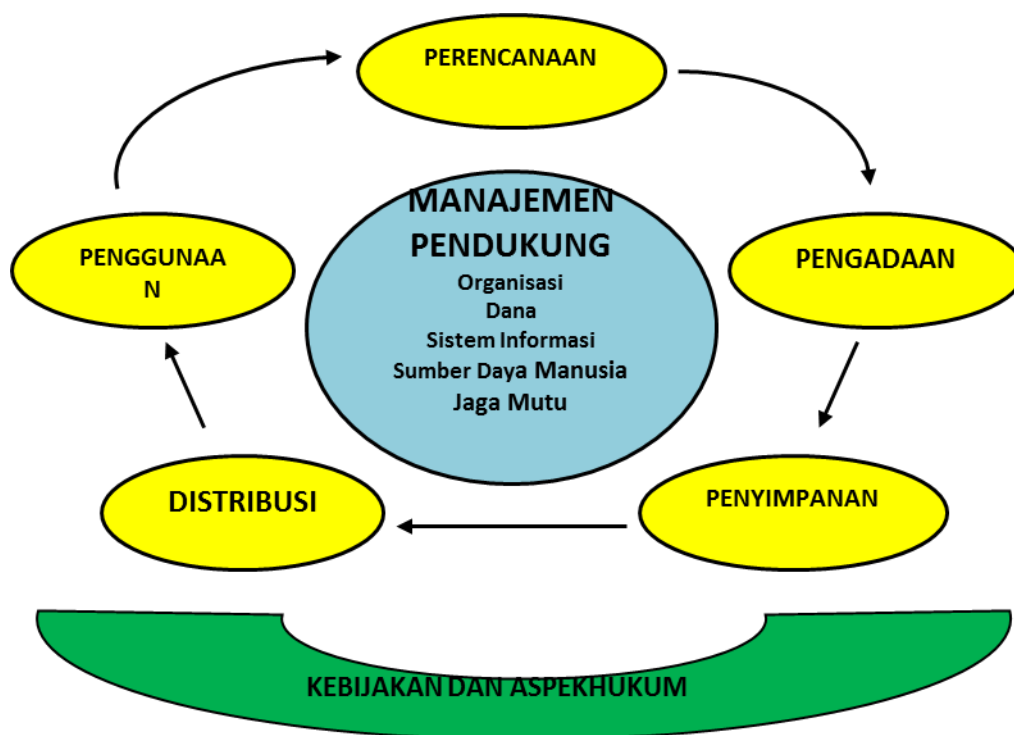 PERENCANAAN
MANAJEMEN
PENDUKUNG
Organisasi
Dana
Sistem Informasi
Sumber Daya Manusia
Jaga Mutu
PENGGUNAA
N
PENGADAAN
DISTRIBUSI
PENYIMPANAN
KEBIJAKAN DAN ASPEKHUKUM